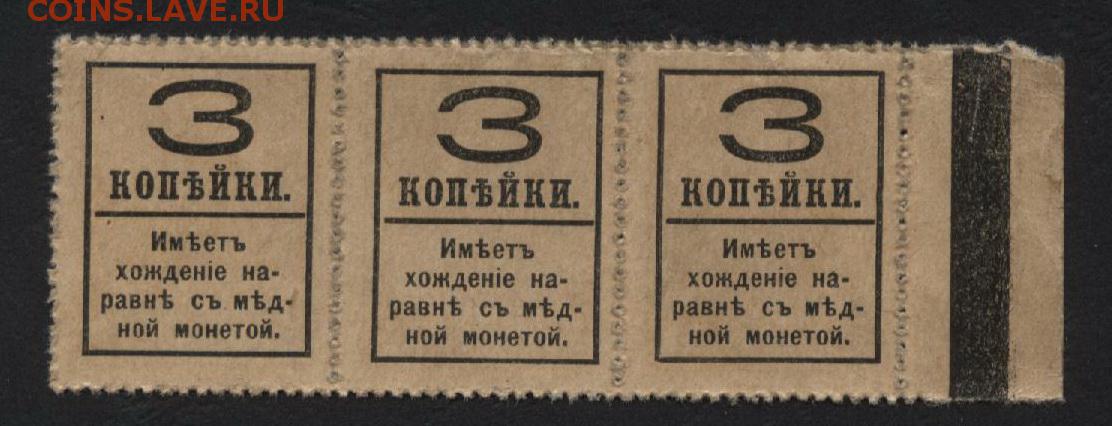 COINS.LAVE.RU
3
КОПѢЙКИ.
Имѣетъ
хожденіе на-
равнѣ съ мѣд-
ной монетой.
3
КОПѢЙКИ.
Имѣетъ
хожденіе на-
равнѣ съ мѣд-
ной монетой.
3
КОПѢЙКИ.
Имѣетъ
хожденіе на-
равнѣ съ мѣд-
ной монетой.